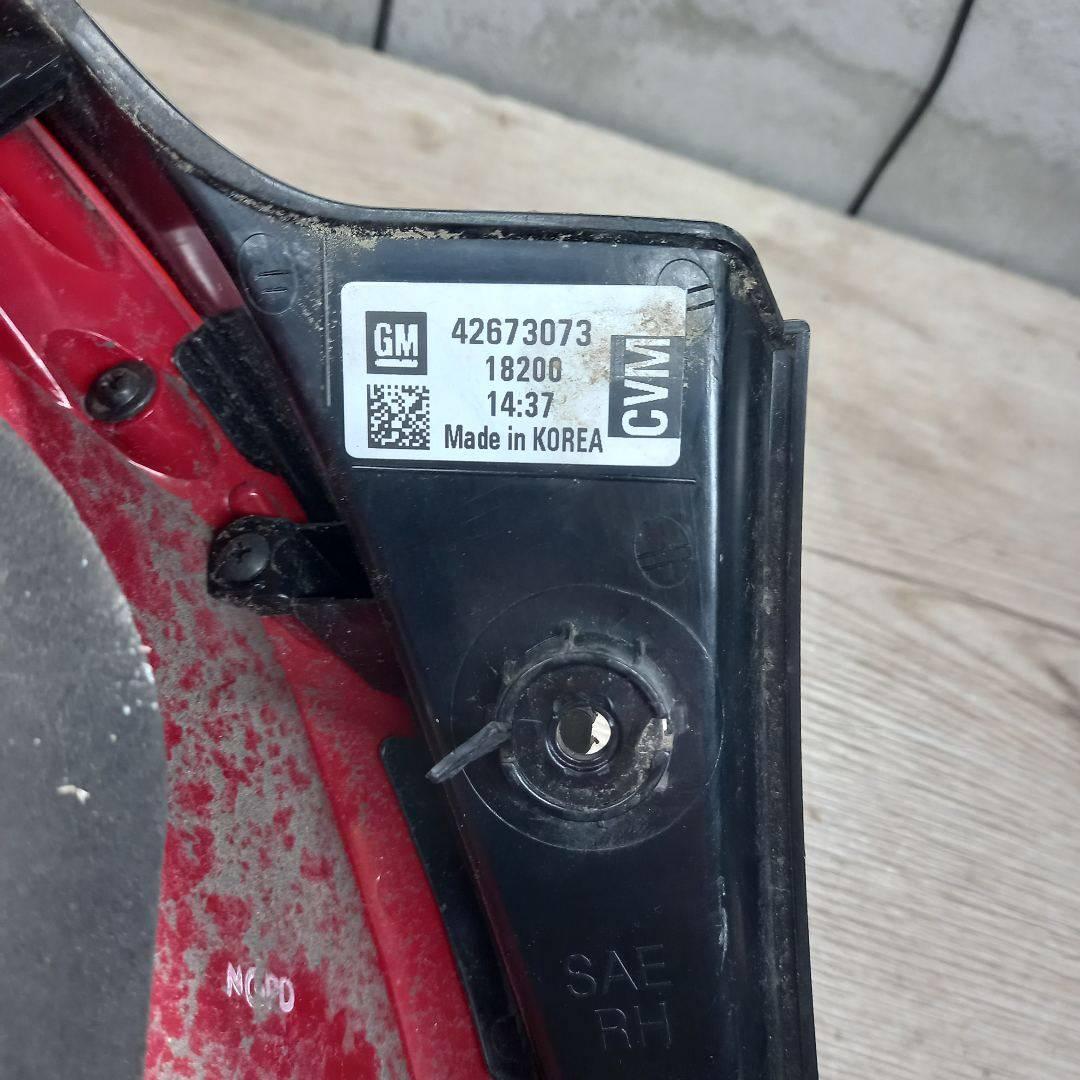 GM
42673073
18200
14:37
Made in KOREA
CVM
SAE
RH